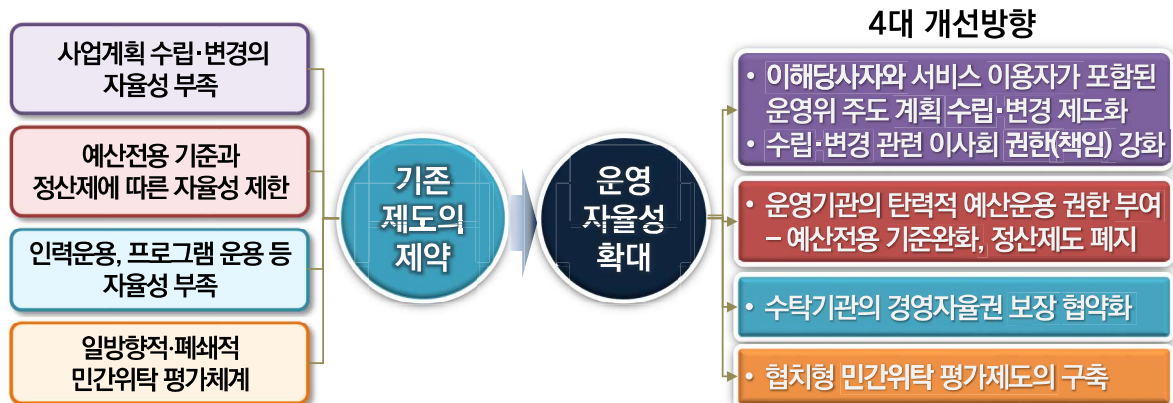 사업계획 수립·변경의
자율성 부족
예산전용 기준과
정산제에 따른 자율성 제한
인력운용, 프로그램 운용 등
자율성 부족
일방향적·폐쇄적
민간위탁 평가체계
기존
제도의
제약
운영
자율성
확대
4대 개선방향
• 이해당사자와 서비스 이용자가 포함된
운영위 주도 계획 수립·변경 제도화
• 수립·변경 관련 이사회 권한(책임) 강화
• 운영기관의 탄력적 예산운용 권한 부여
– 예산전용 기준완화, 정산제도 폐지
• 수탁기관의 경영자율권 보장 협약화
• 협치형 민간위탁 평가제도의 구축